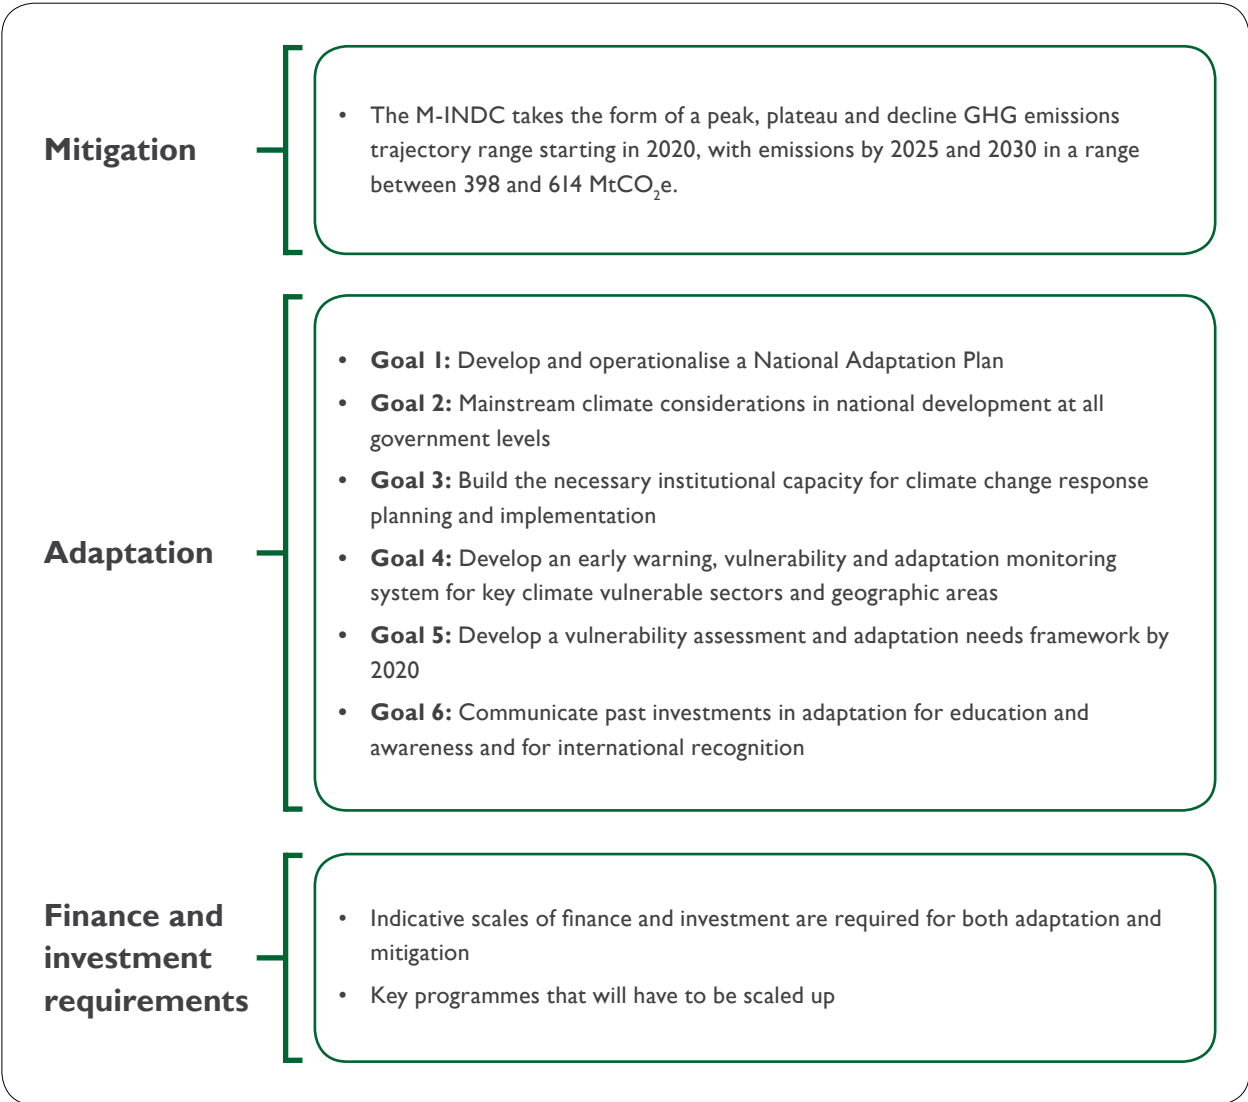 Mitigation
• The M-INDC takes the form of a peak, plateau and decline GHG emissions
trajectory range starting in 2020, with emissions by 2025 and 2030 in a range
between 398 and 614 MtCO₂e.
Adaptation
• Goal 1: Develop and operationalise a National Adaptation Plan
• Goal 2: Mainstream climate considerations in national development at all
government levels
• Goal 3: Build the necessary institutional capacity for climate change response
planning and implementation
• Goal 4: Develop an early warning, vulnerability and adaptation monitoring
system for key climate vulnerable sectors and geographic areas
• Goal 5: Develop a vulnerability assessment and adaptation needs framework by
2020
• Goal 6: Communicate past investments in adaptation for education and
awareness and for international recognition
Finance and
investment
requirements
• Indicative scales of finance and investment are required for both adaptation and
mitigation
• Key programmes that will have to be scaled up